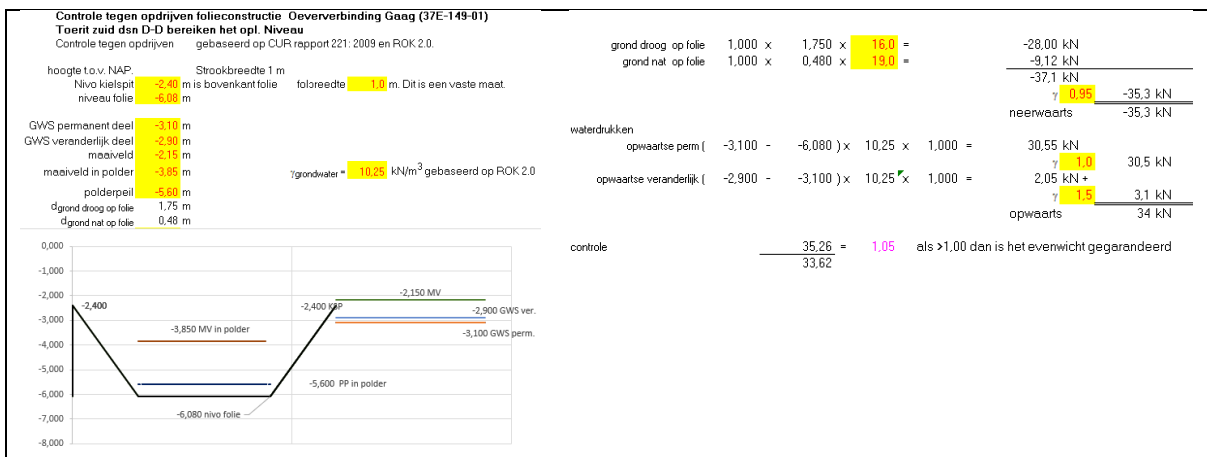 Controle tegen opdrijven folieconstructie Oeververbinding Gaag (37E-149-01)
Toerit zuid dsn D-D bereiken het opl. Niveau
Controle tegen opdrijven gebaseerd op CUR rapport 221: 2009 en ROK 2.0.
hoogte t.o.v. NAP. Strookbreedte 1 m
Nivo kielspit -2,40 m is bovenkant folie foliebreedte 1,0 m. Dit is een vaste maat.
niveau folie -6,08 m
GWS permanent deel -3,10 m
GWS veranderlijk deel -2,90 m
maaiveld -2,15 m
maaiveld in polder -3,85 m γgrondwater = 10,25 kN/m³ gebaseerd op ROK 2.0
polderpeil -5,60 m
dgrond droog op folie 1,75 m
dgrond nat op folie 0,48 m
0,000
-1,000
-2,000
-3,000
-4,000
-5,000
-6,000
-7,000
-8,000
-2,400
-3,850 MV in polder
-6,080 nivo folie
-2,400 KSP
-5,600 PP in polder
-2,150 MV
-2,900 GWS ver.
-3,100 GWS perm.
grond droog op folie 1,000 x 1,750 x 16,0 = -28,00 kN
grond nat op folie 1,000 x 0,480 x 19,0 = -9,12 kN
-37,1 kN
γ 0,95 -35,3 kN
neerwaarts -35,3 kN
waterdrukken
opwaartse perm ( -3,100 - -6,080 ) x 10,25 x 1,000 = 30,55 kN
γ 1,0 30,5 kN
opwaartse veranderlijk ( -2,900 - -3,100 ) x 10,25 x 1,000 = 2,05 kN +
γ 1,5 3,1 kN
opwaarts 34 kN
controle 35,26 = 1,05 als >1,00 dan is het evenwicht gegarandeerd
33,62